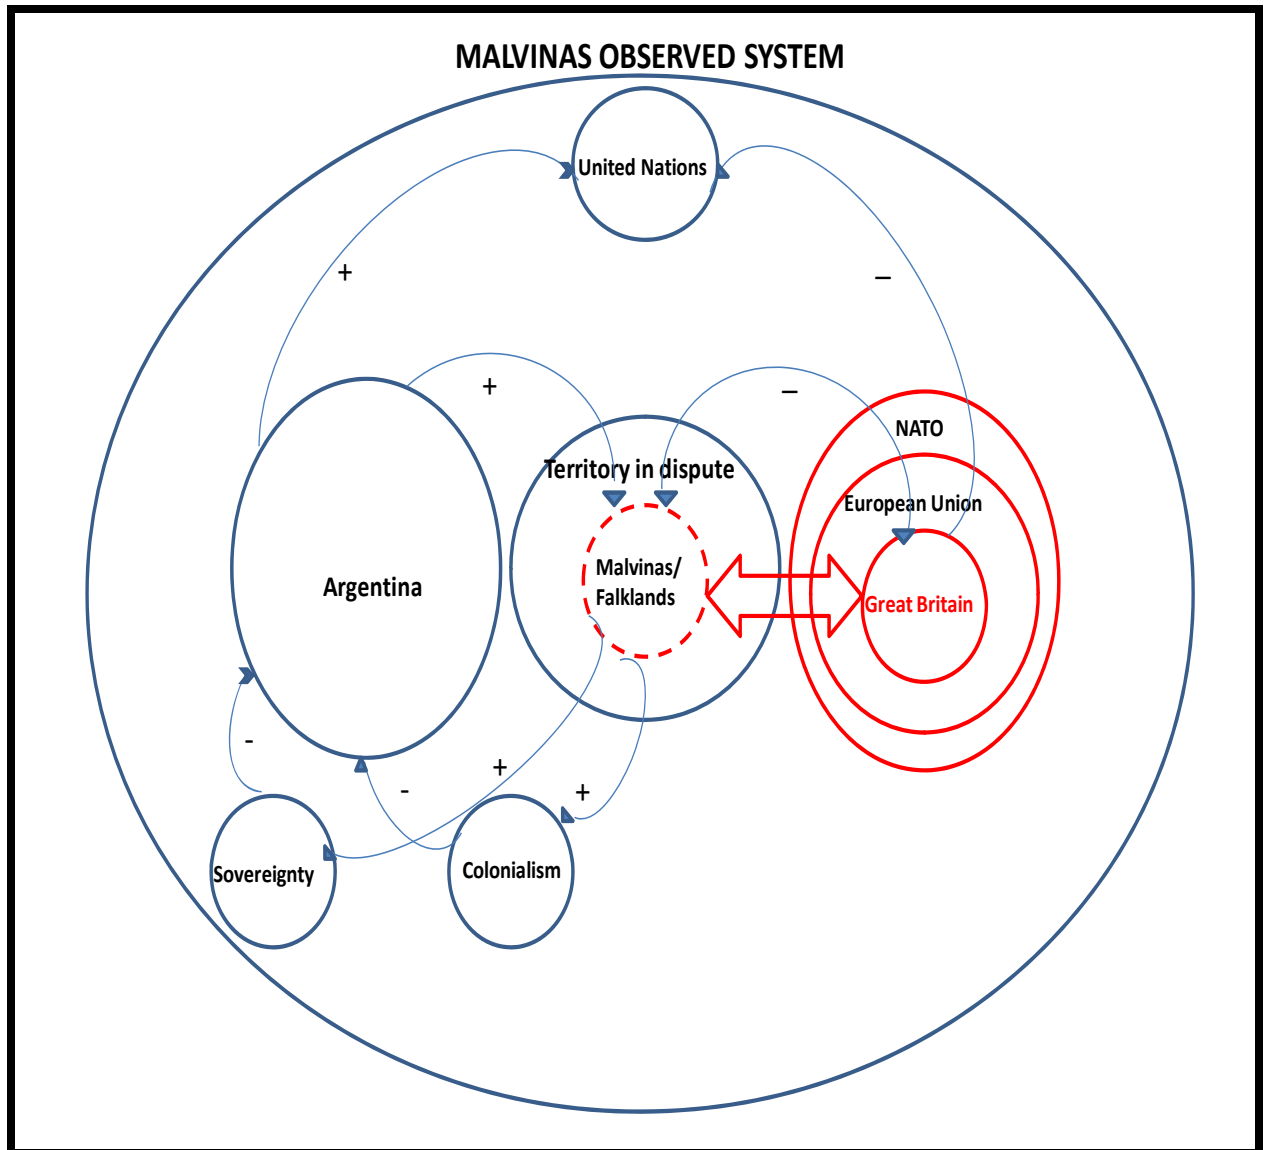 MALVINAS OBSERVED SYSTEM
United Nations
+
–
+
–
NATO
Territory in dispute
European Union
Malvinas/
Falklands
Argentina
Great Britain
-
+
-
+
Sovereignty
Colonialism